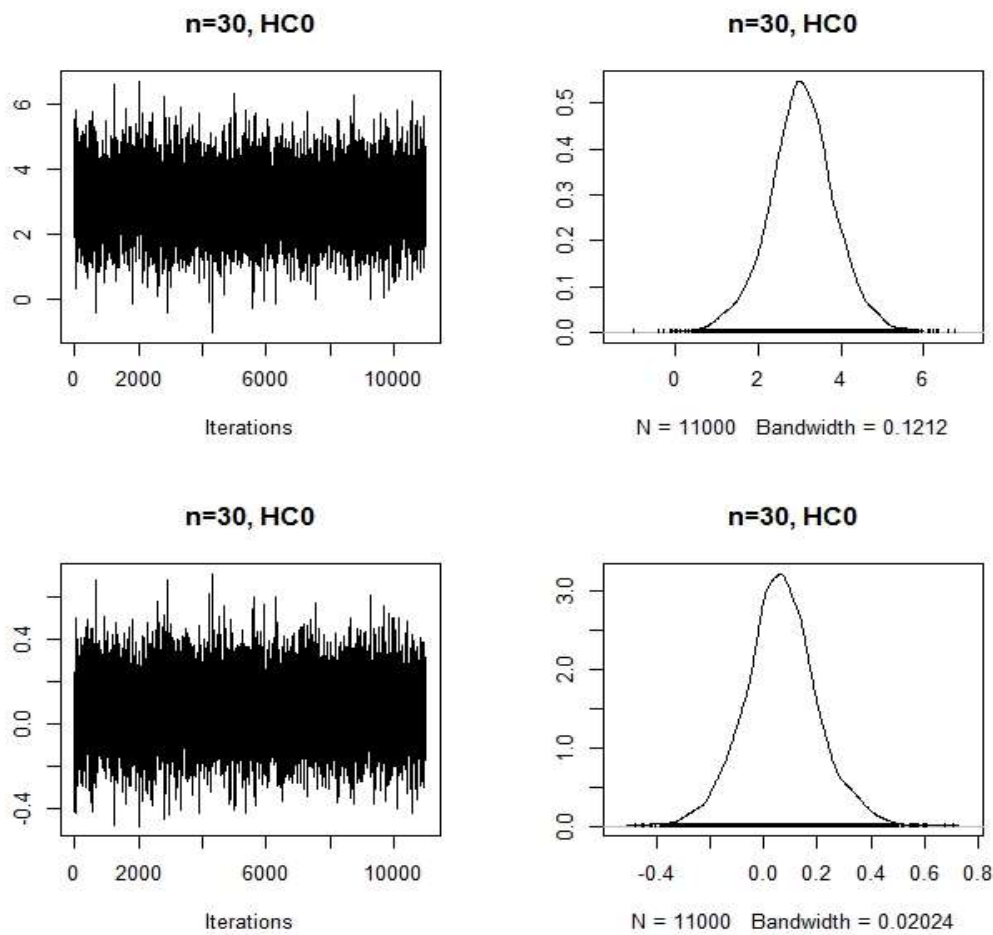 n=30, HC0
n=30, HC0
6
4
2
0
0 2000 6000 10000
Iterations
0.5
0.4
0.3
0.2
0.1
0.0
0 2 4 6
N = 11000 Bandwidth = 0.1212
n=30, HC0
n=30, HC0
0.4
0.0
-0.4
0 2000 6000 10000
Iterations
3.0
2.0
1.0
0.0
-0.4 0.0 0.2 0.4 0.6 0.8
N = 11000 Bandwidth = 0.02024